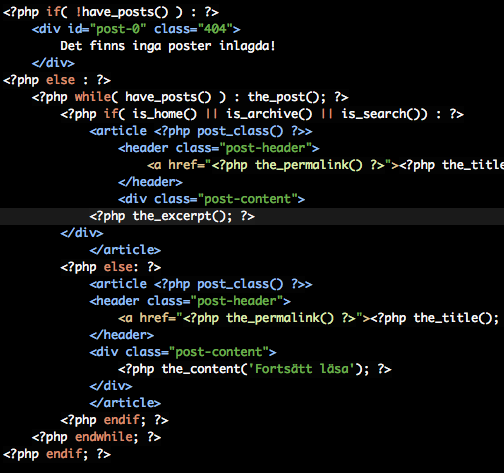 <?php if( !have_posts() ) : ?>
<div id="post-0" class="404">
Det finns inga poster inlagda!
</div>
<?php else : ?>
<?php while( have_posts() ) : the_post(); ?>
<?php if( is_home() || is_archive() || is_search()) : ?>
<article <?php post_class() ?>>
<header class="post-header">
<a href="<?php the_permalink() ?>"><?php the_title
</header>
<div class="post-content">
<?php the_excerpt(); ?>
</div>
</article>
<?php else: ?>
<article <?php post_class() ?>>
<header class="post-header">
<a href="<?php the_permalink() ?>"><?php the_title();
</header>
<div class="post-content">
<?php the_content('Fortsätt läsa'); ?>
</div>
</article>
<?php endif; ?>
<?php endwhile; ?>
<?php endif; ?>